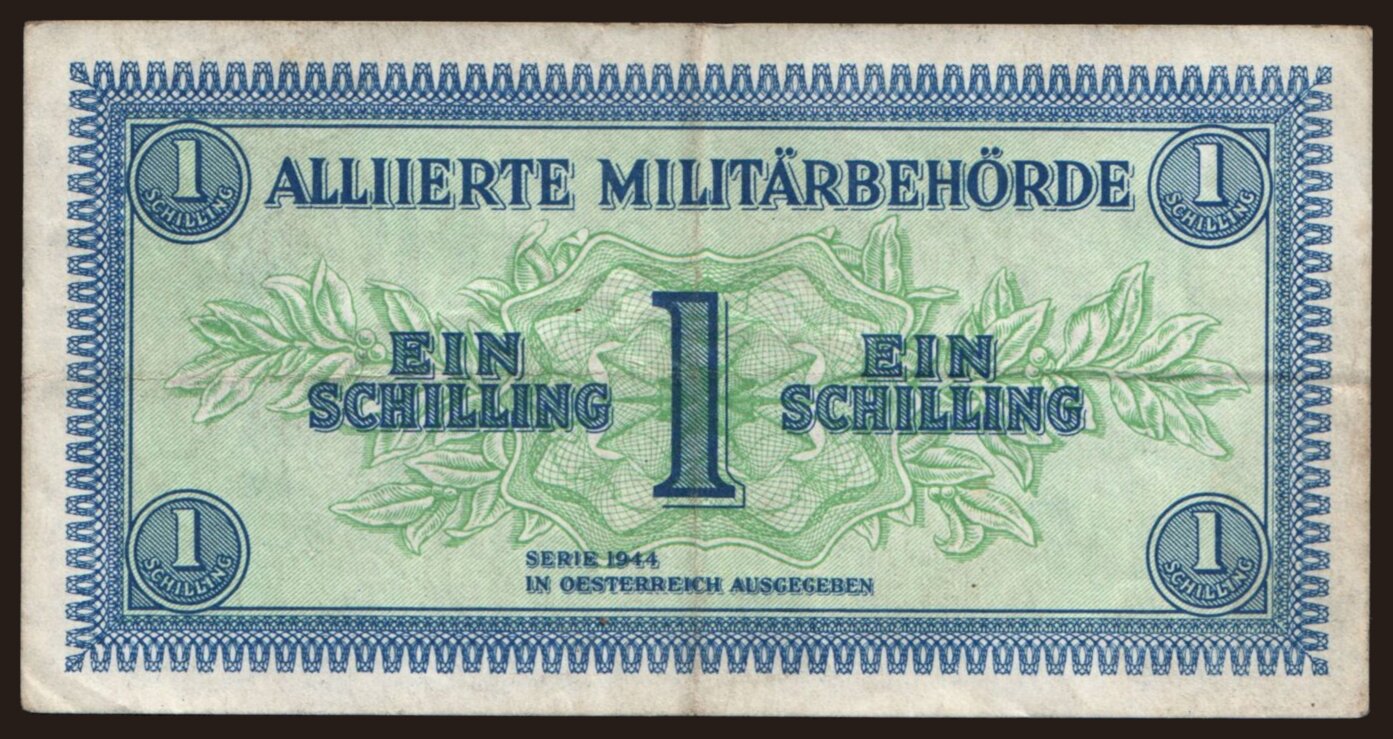 1
SCHILLING
ALLIIERTE MILITÄRBEHÖRDE
1
SCHILLING
EIN
SCHILLING
1
EIN
SCHILLING
1
SCHILLING
SERIE 1944
IN OESTERREICH AUSGEGEBEN
1
SCHILLING